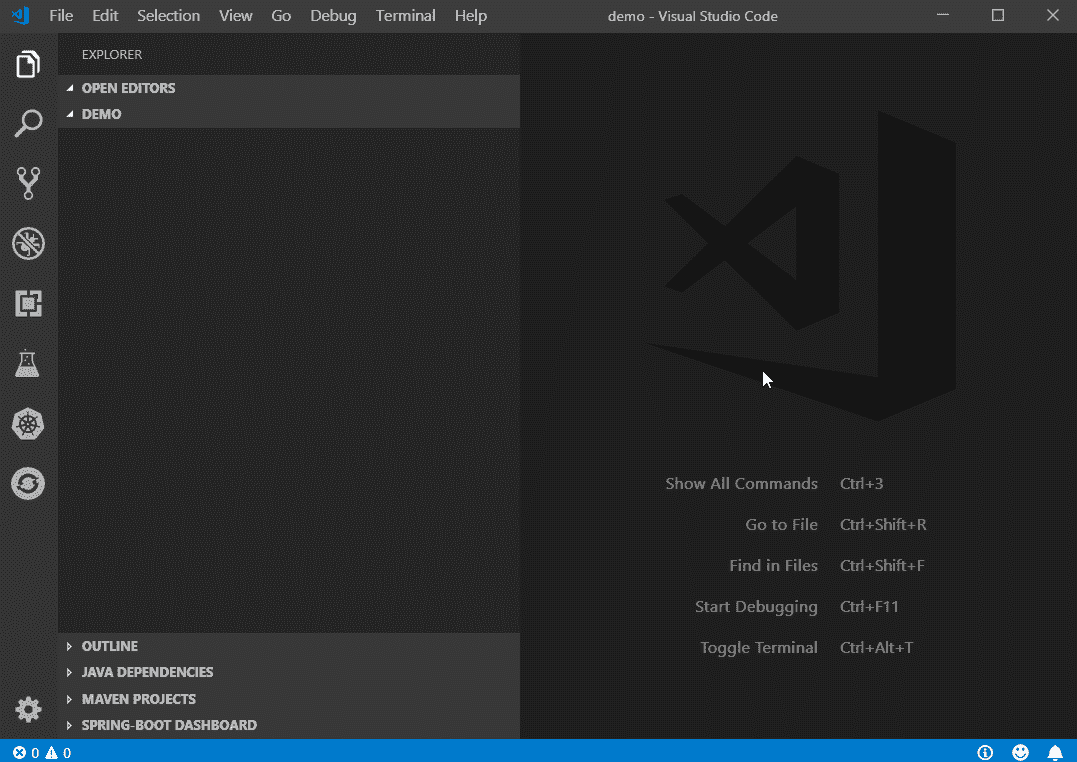 File Edit Selection View Go Debug Terminal Help demo - Visual Studio Code
EXPLORER
OPEN EDITORS
DEMO
Show All Commands Ctrl+3
Go to File Ctrl+Shift+R
Find in Files Ctrl+Shift+F
Start Debugging Ctrl+F11
Toggle Terminal Ctrl+Alt+T
OUTLINE
JAVA DEPENDENCIES
MAVEN PROJECTS
SPRING-BOOT DASHBOARD
0 0